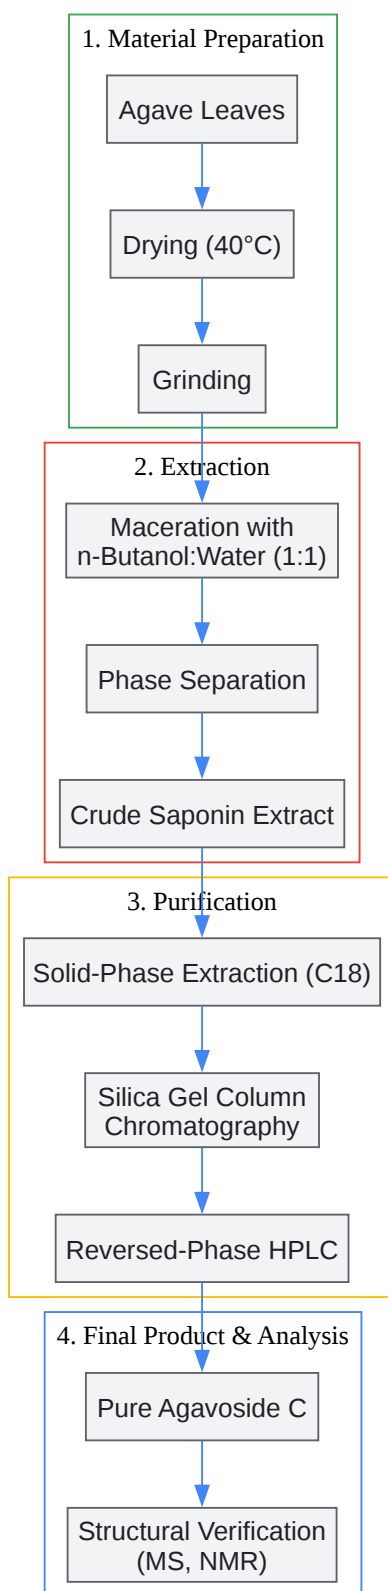 1. Material Preparation
Agave Leaves
Drying (40°C)
Grinding
2. Extraction
Maceration with
n-Butanol:Water (1:1)
Phase Separation
Crude Saponin Extract
3. Purification
Solid-Phase Extraction (C18)
Silica Gel Column
Chromatography
Reversed-Phase HPLC
4. Final Product & Analysis
Pure Agavoside C
Structural Verification
(MS, NMR)